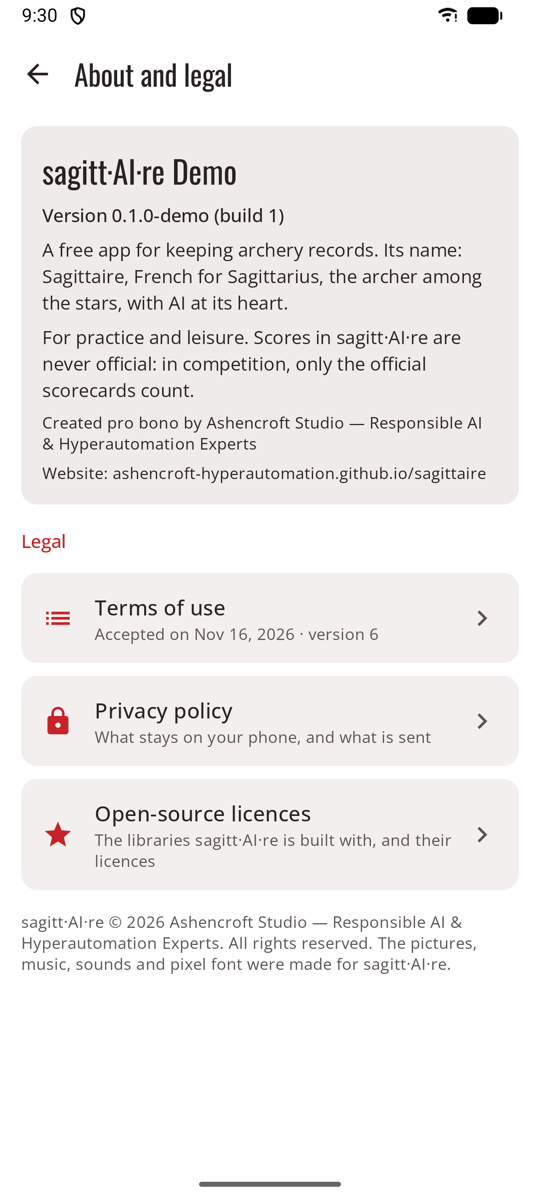 9:30
About and legal
sagitt·AI·re Demo
Version 0.1.0-demo (build 1)
A free app for keeping archery records. Its name:
Sagittaire, French for Sagittarius, the archer among
the stars, with AI at its heart.
For practice and leisure. Scores in sagitt·AI·re are
never official: in competition, only the official
scorecards count.
Created pro bono by Ashencroft Studio — Responsible AI
& Hyperautomation Experts
Website: ashencroft-hyperautomation.github.io/sagittaire
Legal
Terms of use
Accepted on Nov 16, 2026 · version 6
Privacy policy
What stays on your phone, and what is sent
Open-source licences
The libraries sagitt·AI·re is built with, and their
licences
sagitt·AI·re © 2026 Ashencroft Studio — Responsible AI &
Hyperautomation Experts. All rights reserved. The pictures,
music, sounds and pixel font were made for sagitt·AI·re.